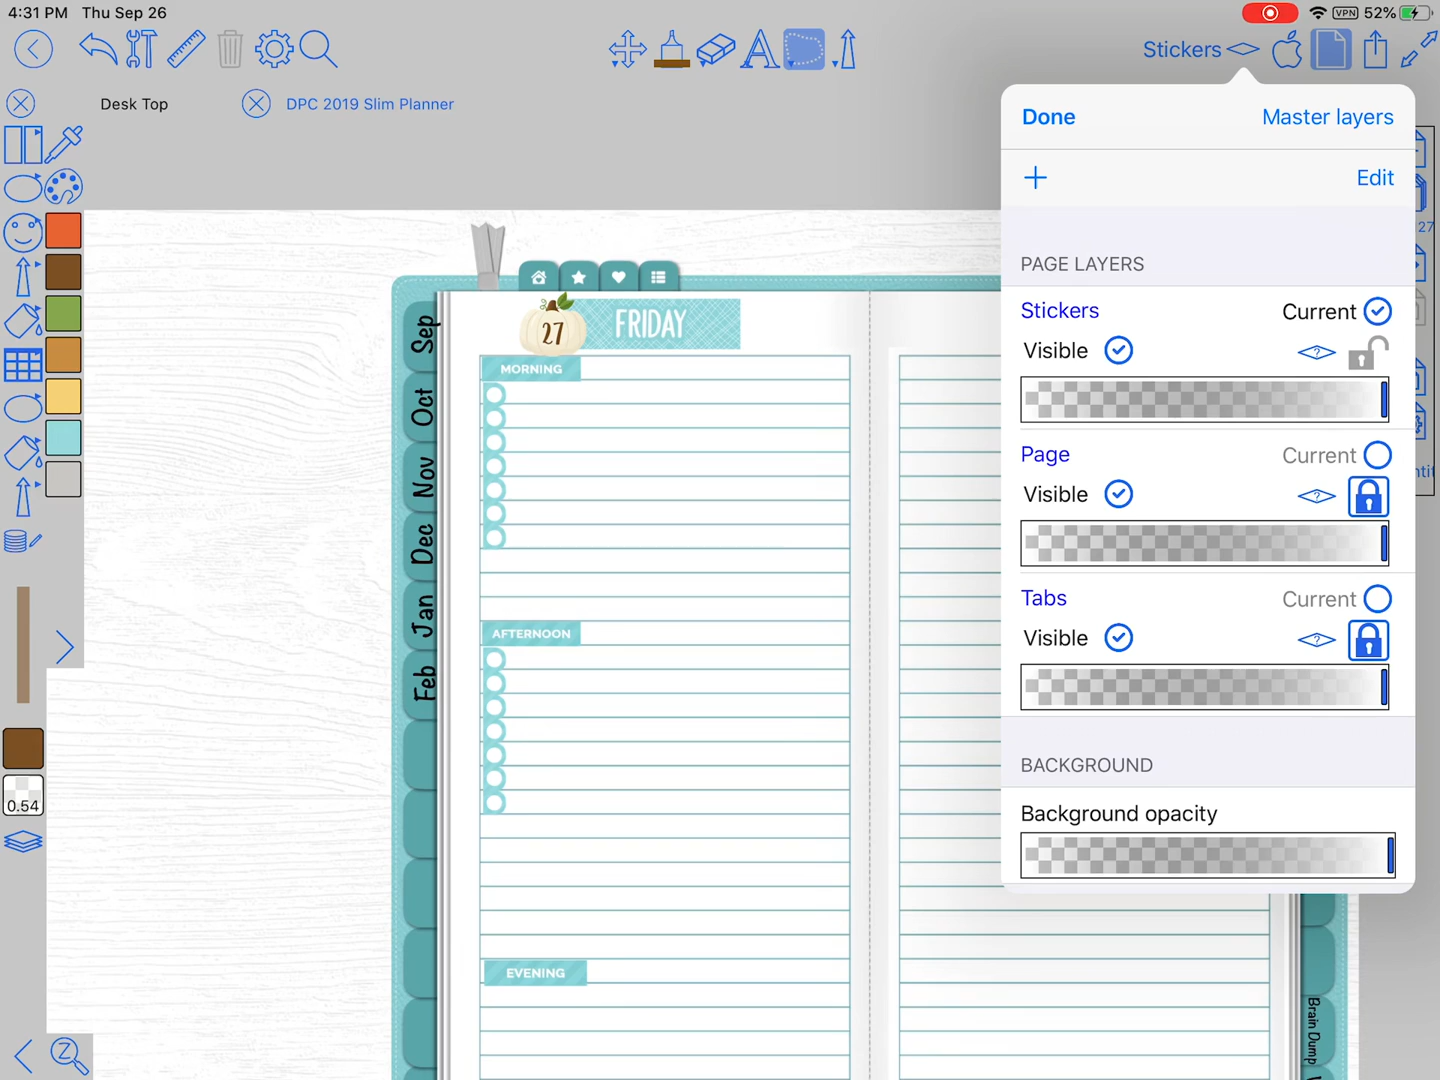 4:31 PM Thu Sep 26
VPN 52%
Stickers
Desk Top
DPC 2019 Slim Planner
Done
Master layers
Edit
PAGE LAYERS
Stickers
Current
Visible
Page
Current
Visible
Tabs
Current
Visible
BACKGROUND
Background opacity
27
FRIDAY
MORNING
AFTERNOON
EVENING
Sep
Oct
Nov
Dec
Jan
Feb
0.54
Z
27
Brain Dump